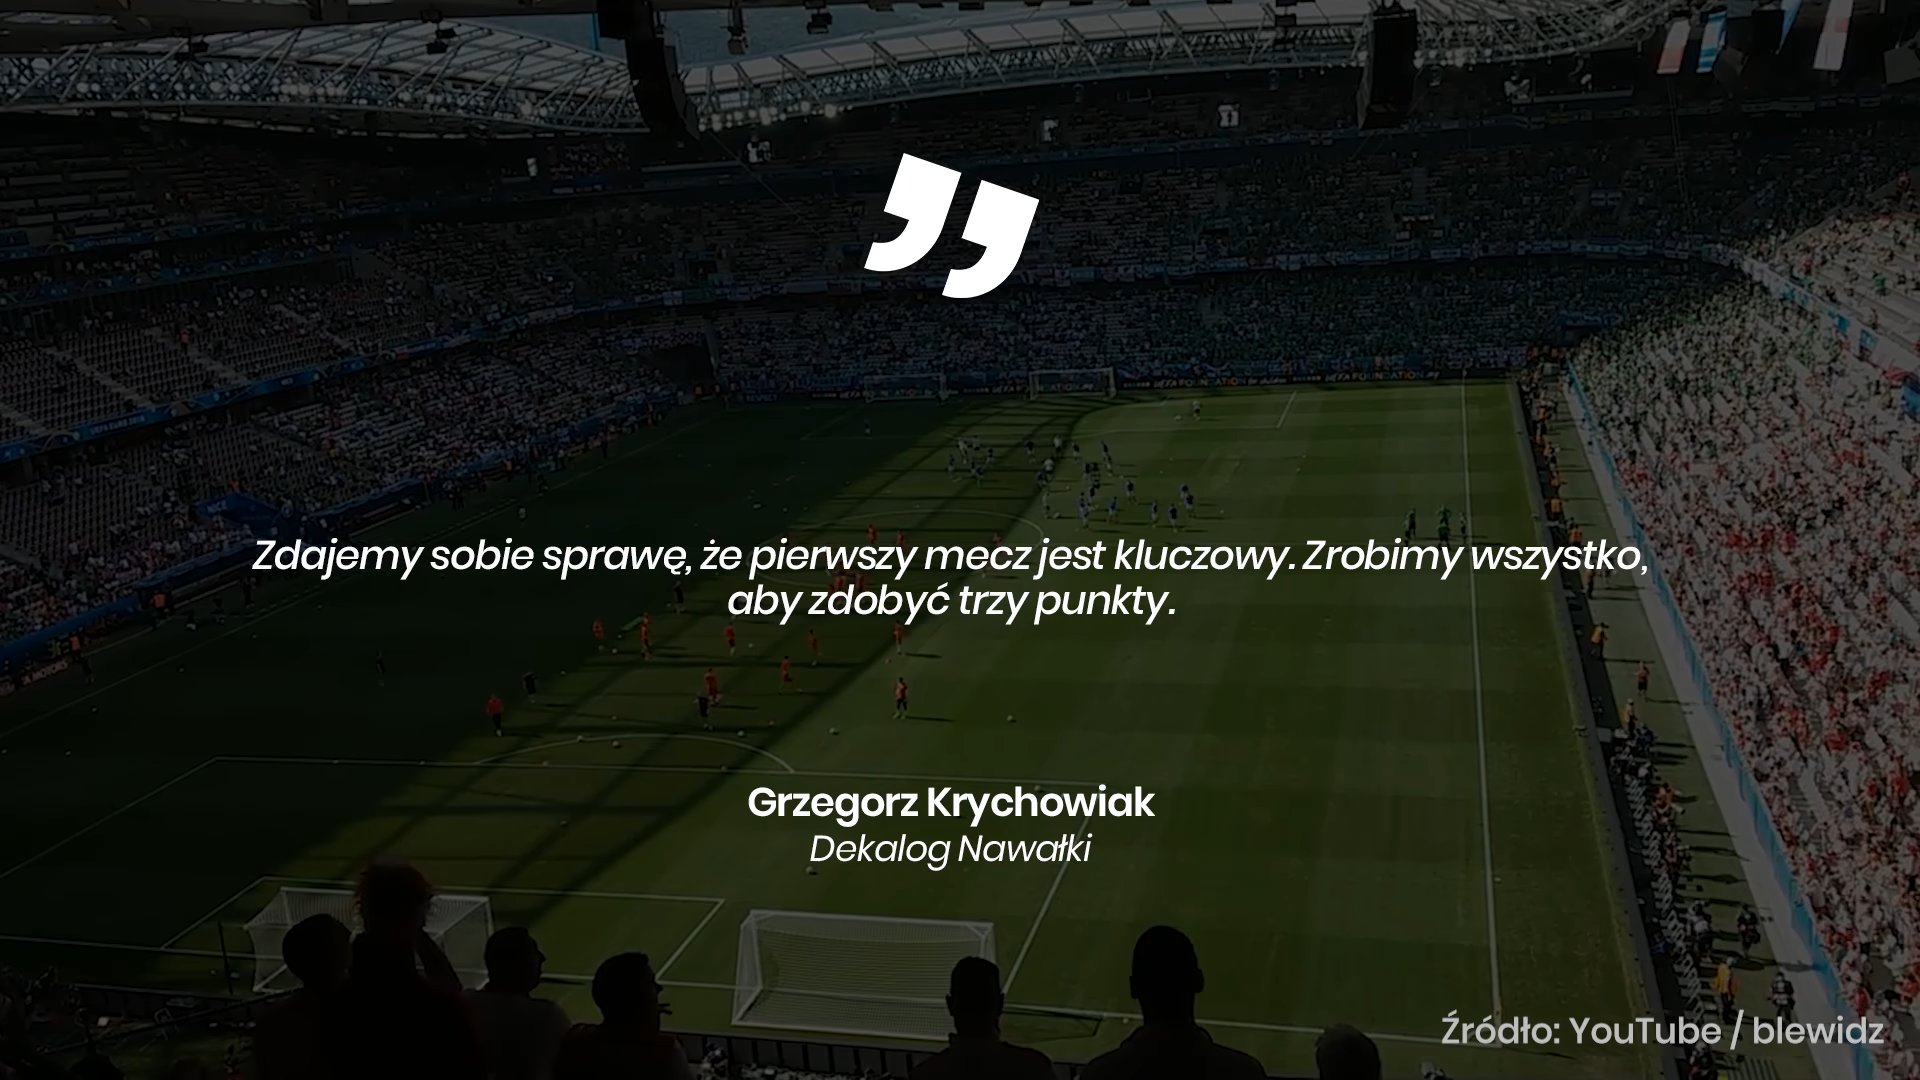 ”
Zdajemy sobie sprawę, że pierwszy mecz jest kluczowy. Zrobimy wszystko,
aby zdobyć trzy punkty.
Grzegorz Krychowiak
Dekalog Nawałki
Źródło: YouTube / blewidz